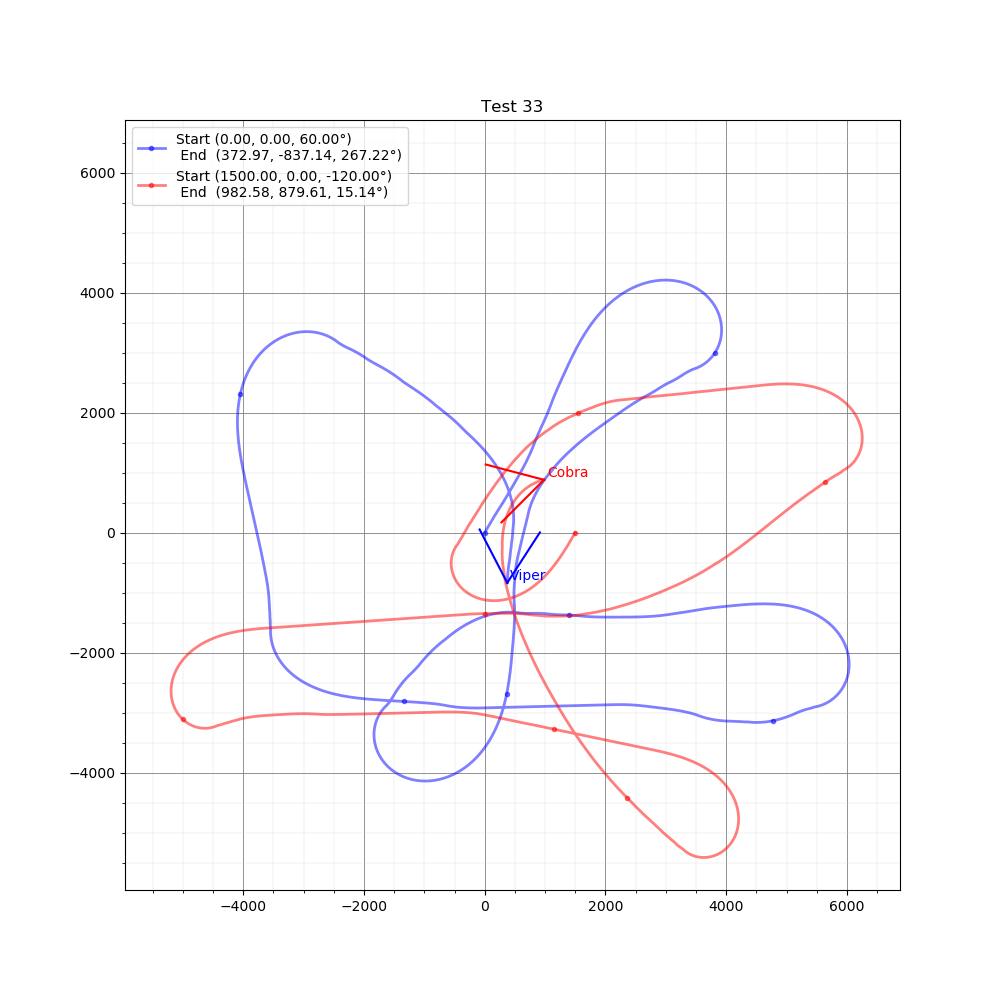 Test 33
Start (0.00, 0.00, 60.00°)
End (372.97, -837.14, 267.22°)
Start (1500.00, 0.00, -120.00°)
End (982.58, 879.61, 15.14°)
6000
4000
2000
0
−2000
−4000
Cobra
Viper
−4000 −2000 0 2000 4000 6000